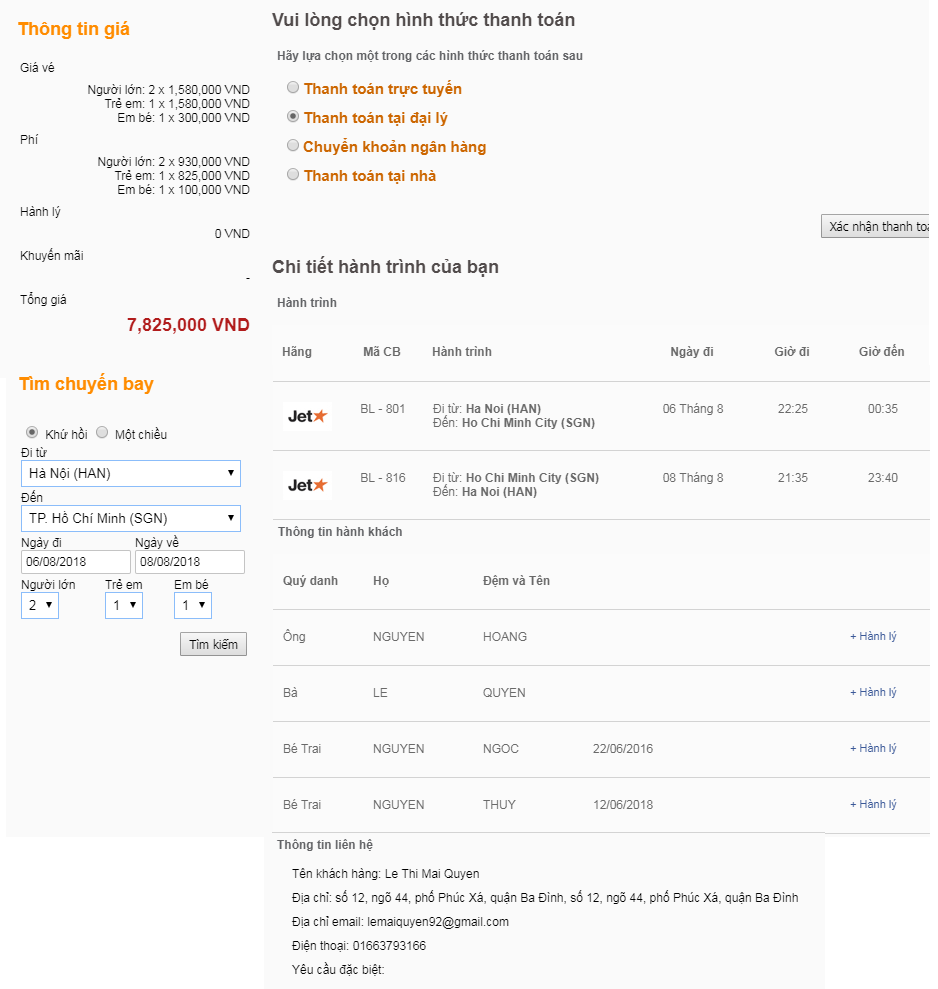 Thông tin giá
Giá vé
Người lớn: 2 x 1,580,000 VND
Trẻ em: 1 x 1,580,000 VND
Em bé: 1 x 300,000 VND
Phí
Người lớn: 2 x 930,000 VND
Trẻ em: 1 x 825,000 VND
Em bé: 1 x 100,000 VND
Hành lý
0 VND
Khuyến mãi
-
Tổng giá
7,825,000 VND
Tìm chuyến bay
Khứ hồi Một chiều
Đi từ
Hà Nội (HAN)
Đến
TP. Hồ Chí Minh (SGN)
Ngày đi Ngày về
06/08/2018 08/08/2018
Người lớn Trẻ em Em bé
2 1 1
Tìm kiếm
Vui lòng chọn hình thức thanh toán
Hãy lựa chọn một trong các hình thức thanh toán sau
Thanh toán trực tuyến
Thanh toán tại đại lý
Chuyển khoản ngân hàng
Thanh toán tại nhà
Xác nhận thanh toá
Chi tiết hành trình của bạn
Hành trình
Hãng Mã CB Hành trình Ngày đi Giờ đi Giờ đến
Jet BL - 801 Đi từ: Ha Noi (HAN) 06 Tháng 8 22:25 00:35
Đến: Ho Chi Minh City (SGN)
Jet BL - 816 Đi từ: Ho Chi Minh City (SGN) 08 Tháng 8 21:35 23:40
Đến: Ha Noi (HAN)
Thông tin hành khách
Quý danh Họ Đệm và Tên
Ông NGUYEN HOANG + Hành lý
Bà LE QUYEN + Hành lý
Bé Trai NGUYEN NGOC 22/06/2016 + Hành lý
Bé Trai NGUYEN THUY 12/06/2018 + Hành lý
Thông tin liên hệ
Tên khách hàng: Le Thi Mai Quyen
Địa chỉ: số 12, ngõ 44, phố Phúc Xá, quận Ba Đình, số 12, ngõ 44, phố Phúc Xá, quận Ba Đình
Địa chỉ email: lemaiquyen92@gmail.com
Điện thoại: 01663793166
Yêu cầu đặc biệt: